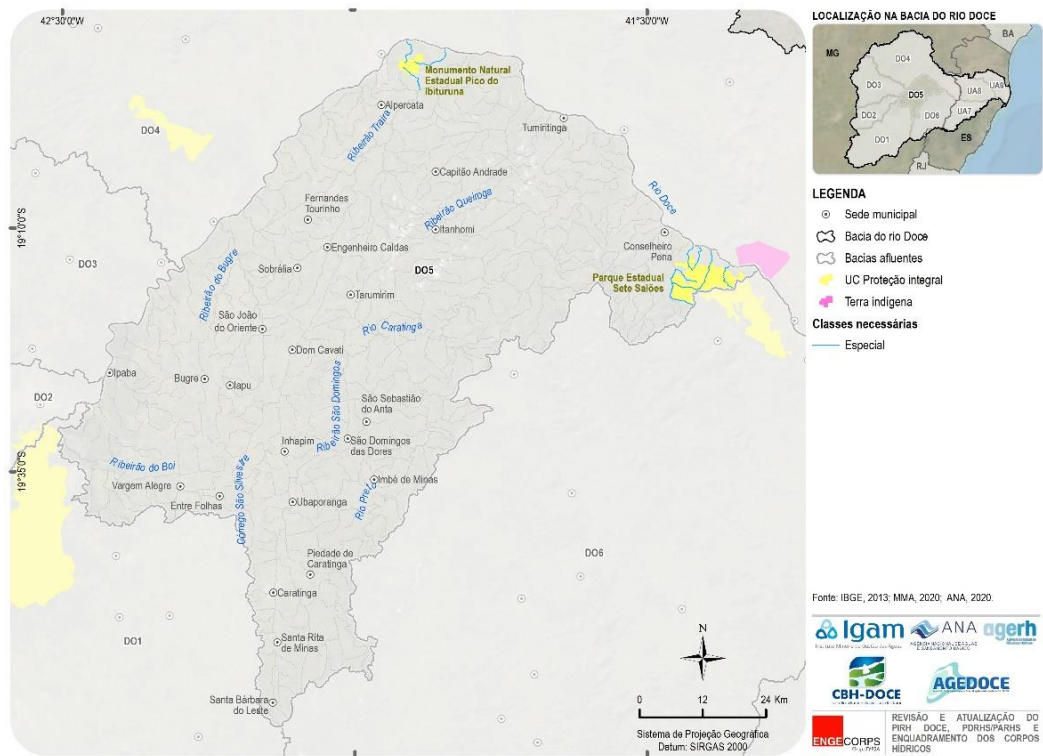 42°30'0"W
41°30'0"W
19°10'0"S
19°35'0"S
Monumento Natural
Estadual Pico do
Ibituruna
Alpercata
DO4
Ribeirão Traíra
Tumiritinga
Capitão Andrade
Rio Doce
Fernandes
Tourinho
Ribeirão Queiroga
Itanhomi
Engenheiro Caldas
Conselheiro
Pena
DO3
DO5
Sobrália
Parque Estadual
Sete Salões
Ribeirão do Bugre
Tarumirim
São João
do Oriente
Rio Caratinga
Dom Cavati
Ipaba
Bugre
Iapu
DO2
Ribeirão São Domingos
São Sebastião
do Anta
Inhapim
São Domingos
das Dores
Ribeirão do Boi
Vargem Alegre
Entre Folhas
Córrego São Silvestre
Imbé de Minas
Ubaporanga
Rio Preto
DO6
Piedade de
Caratinga
Caratinga
DO1
Santa Rita
de Minas
Santa Bárbara
do Leste
N
0 12 24 Km
Sistema de Projeção Geográfica
Datum: SIRGAS 2000
LOCALIZAÇÃO NA BACIA DO RIO DOCE
MG
BA
DO4
DO3
DO5
UA8
UA9
DO2
DO6
UA7
DO1
ES
RJ
LEGENDA
Sede municipal
Bacia do rio Doce
Bacias afluentes
UC Proteção integral
Terra indígena
Classes necessárias
Especial
Fonte: IBGE, 2013; MMA, 2020; ANA, 2020.
Igam
ANA
agerh
CBH-DOCE
AGEDOCE
ENGECORPS
REVISÃO E ATUALIZAÇÃO DO
PIRH DOCE, PDRHS/PARHS E
ENQUADRAMENTO DOS CORPOS
HÍDRICOS